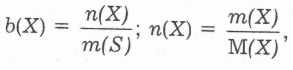 b(X) = n(X)/m(S); n(X) = m(X)/M(X),